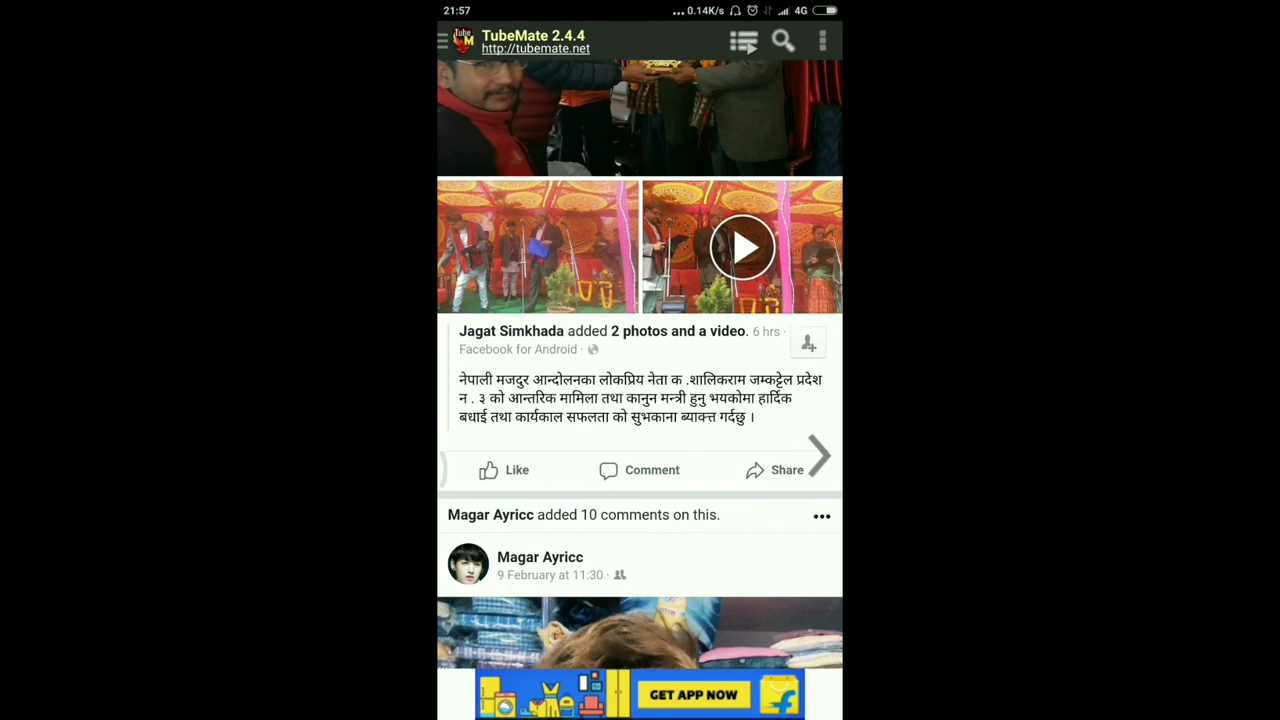 21:57
... 0.14K/s 4G
Tube M
TubeMate 2.4.4
http://tubemate.net
Jagat Simkhada added 2 photos and a video. 6 hrs ·
Facebook for Android ·
नेपाली मजदुर आन्दोलनका लोकप्रिय नेता क .शालिकराम जम्कट्टेल प्रदेश
न . ३ को आन्तरिक मामिला तथा कानुन मन्त्री हुनु भयकोमा हार्दिक
बधाई तथा कार्यकाल सफलता को सुभकाना ब्याक्त्त गर्दछु ।
Like Comment Share
Magar Ayricc added 10 comments on this.
Magar Ayricc
9 February at 11:30 ·
GET APP NOW